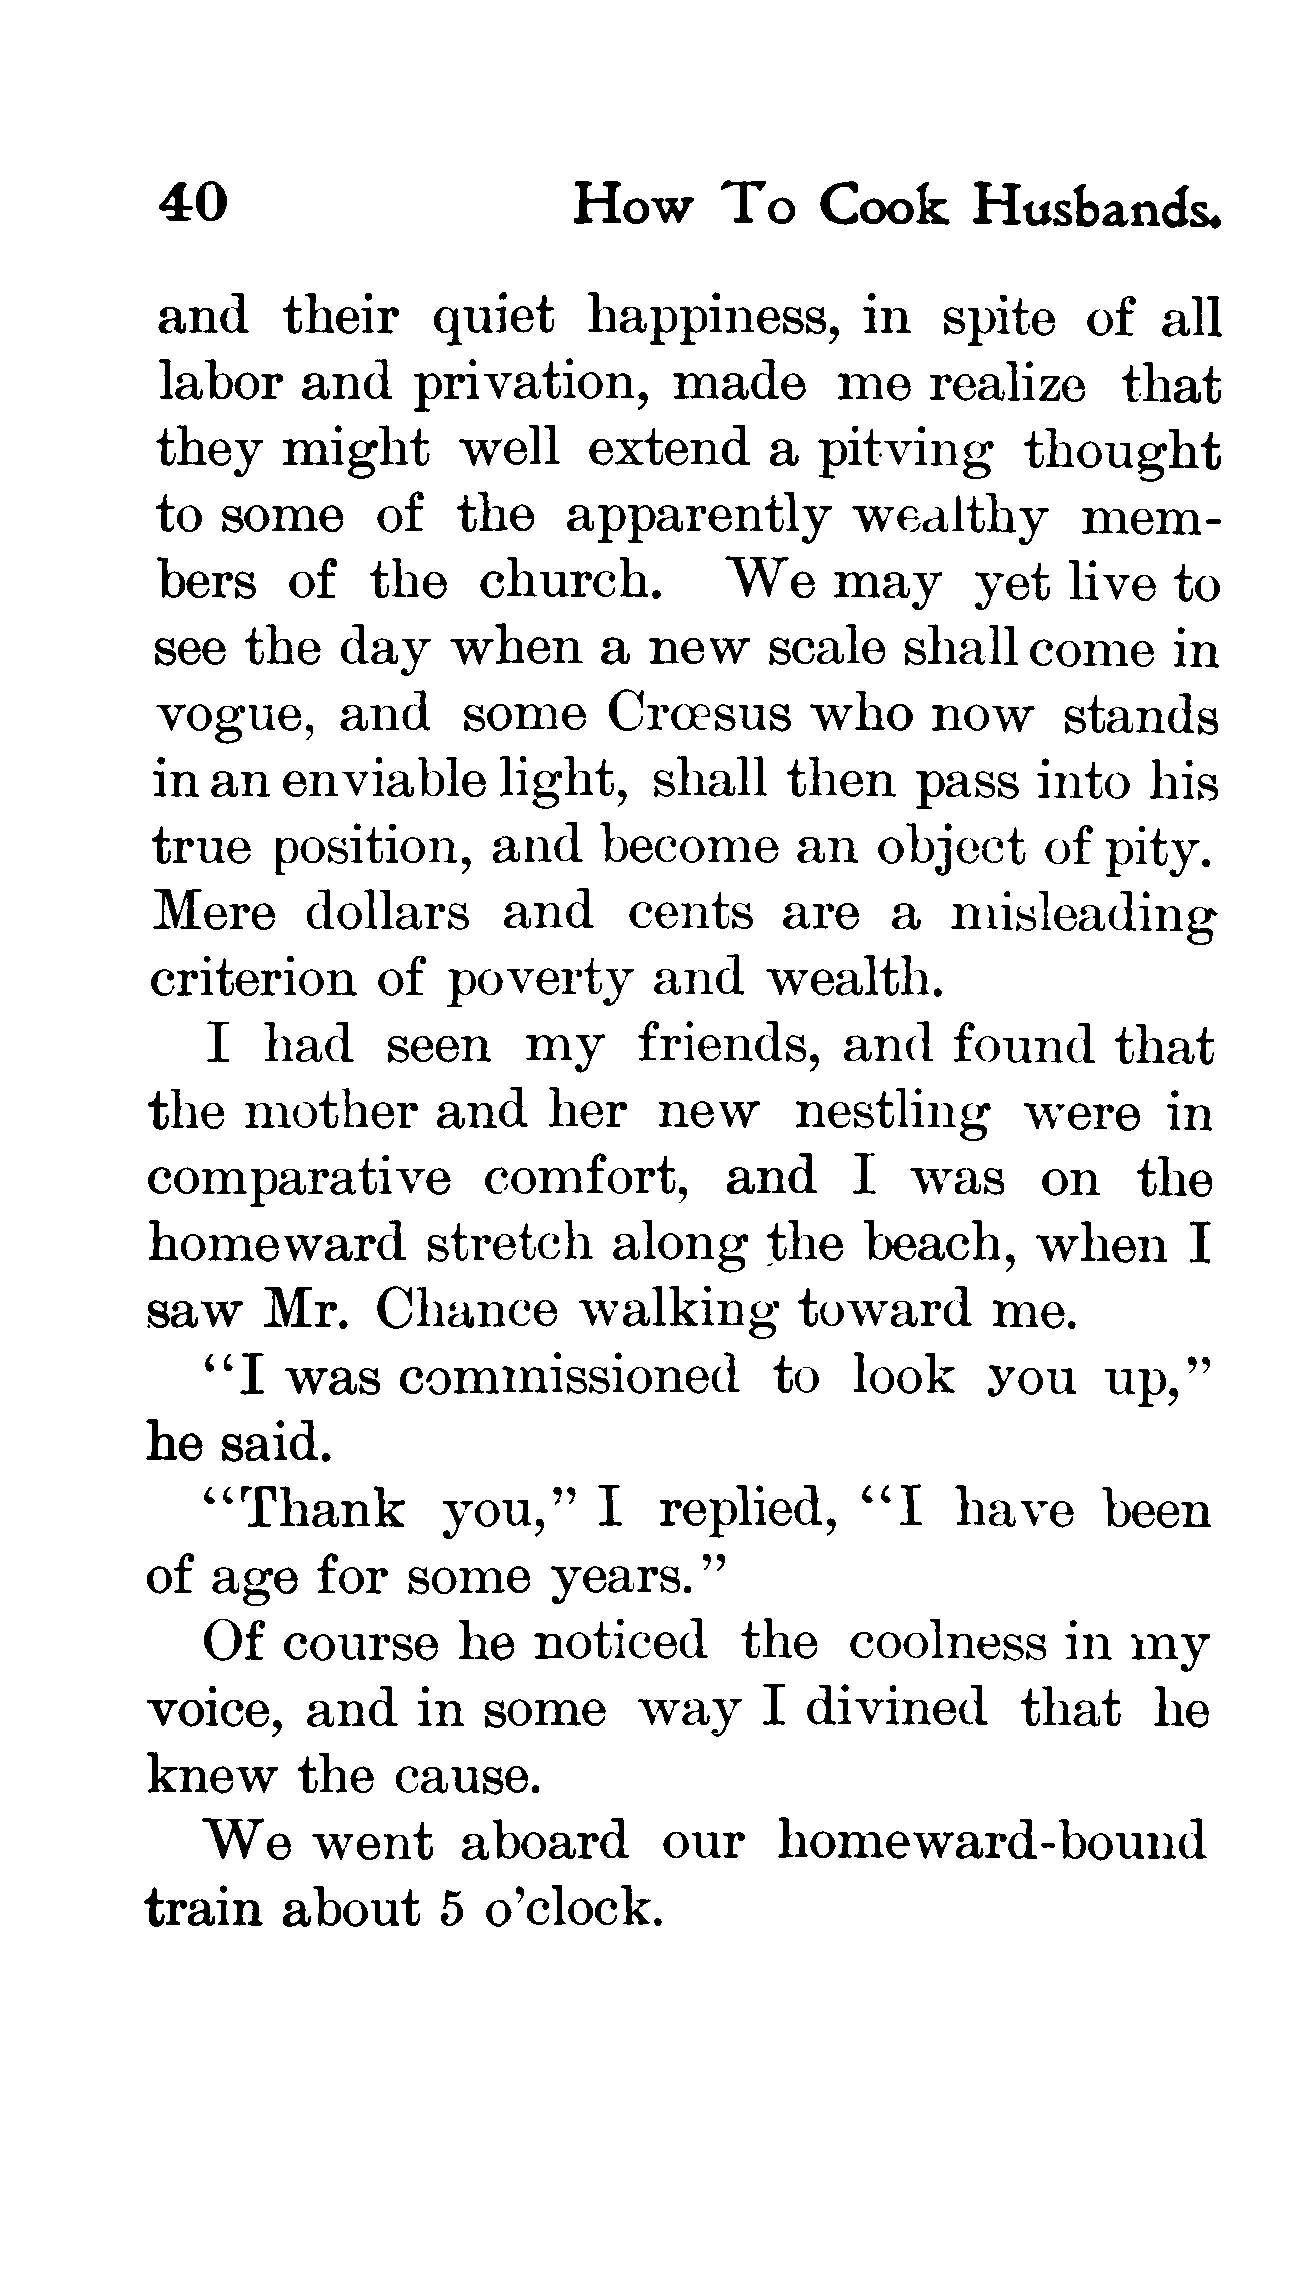 40 How To Cook Husbands.
and their quiet happiness, in spite of all
labor and privation, made me realize that
they might well extend a pitying thought
to some of the apparently wealthy mem-
bers of the church. We may yet live to
see the day when a new scale shall come in
vogue, and some Crœsus who now stands
in an enviable light, shall then pass into his
true position, and become an object of pity.
Mere dollars and cents are a misleading
criterion of poverty and wealth.
I had seen my friends, and found that
the mother and her new nestling were in
comparative comfort, and I was on the
homeward stretch along the beach, when I
saw Mr. Chance walking toward me.
“I was commissioned to look you up,”
he said.
“Thank you,” I replied, “I have been
of age for some years.”
Of course he noticed the coolness in my
voice, and in some way I divined that he
knew the cause.
We went aboard our homeward-bound
train about 5 o’clock.